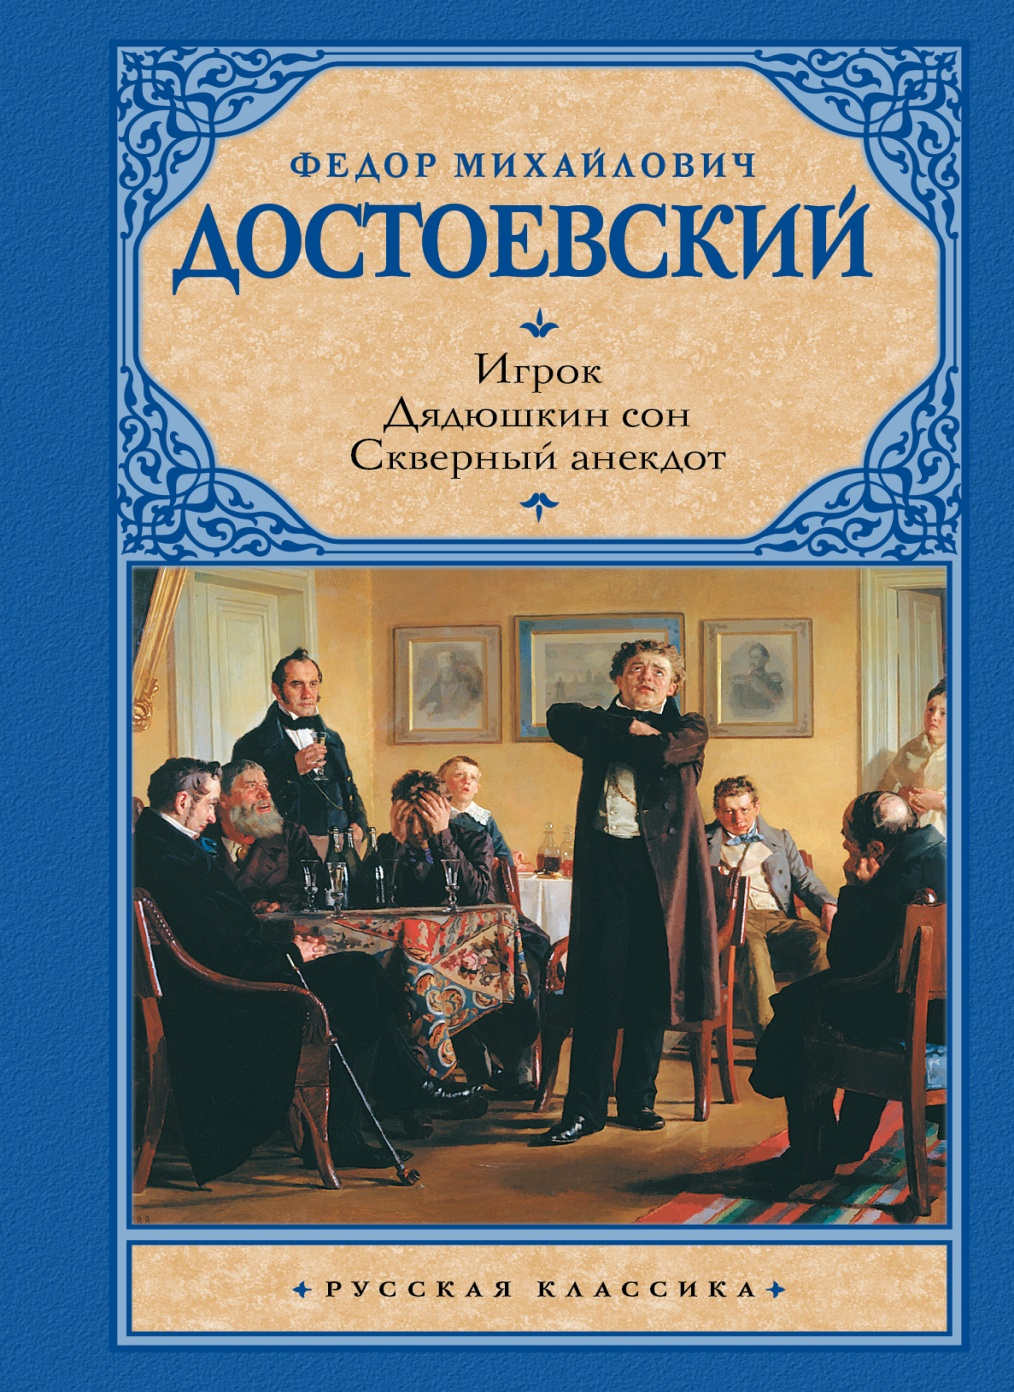 ФЕДОР МИХАЙЛОВИЧ
ДОСТОЕВСКИЙ
Игрок
Дядюшкин сон
Скверный анекдот
РУССКАЯ КЛАССИКА